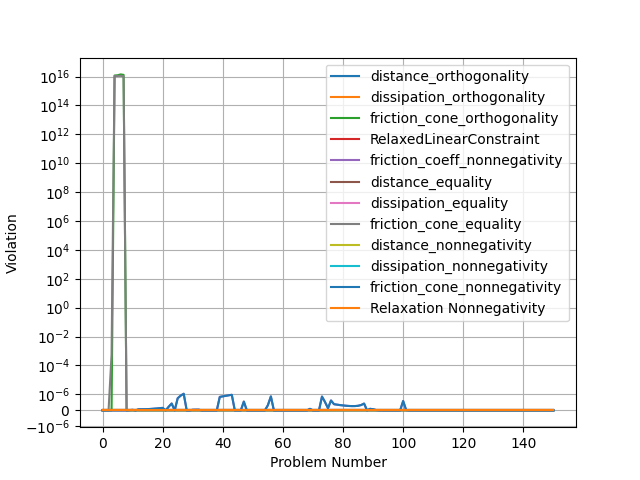 10^16
10^14
10^12
10^10
10^8
10^6
10^4
10^2
10^0
10^−2
10^−4
10^−6
0
−10^−6
Violation
distance_orthogonality
dissipation_orthogonality
friction_cone_orthogonality
RelaxedLinearConstraint
friction_coeff_nonnegativity
distance_equality
dissipation_equality
friction_cone_equality
distance_nonnegativity
dissipation_nonnegativity
friction_cone_nonnegativity
Relaxation Nonnegativity
0 20 40 60 80 100 120 140
Problem Number